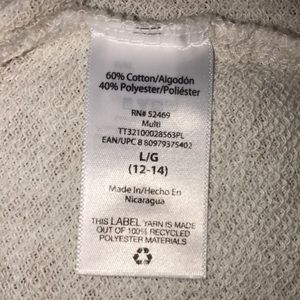 60% Cotton/Algodón
40% Polyester/Poliéster
RN# 52469
Multi
TT32100028563PL
EAN/UPC 8 80979375402
L/G
(12-14)
Made In/Hecho En
Nicaragua
THIS LABEL YARN IS MADE
OUT OF 100% RECYCLED
POLYESTER MATERIALS